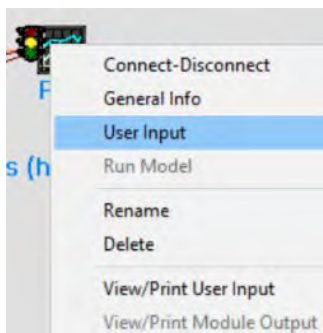 Connect-Disconnect
General Info
User Input
s (h
Run Model
Rename
Delete
View/Print User Input
View/Print Module Output